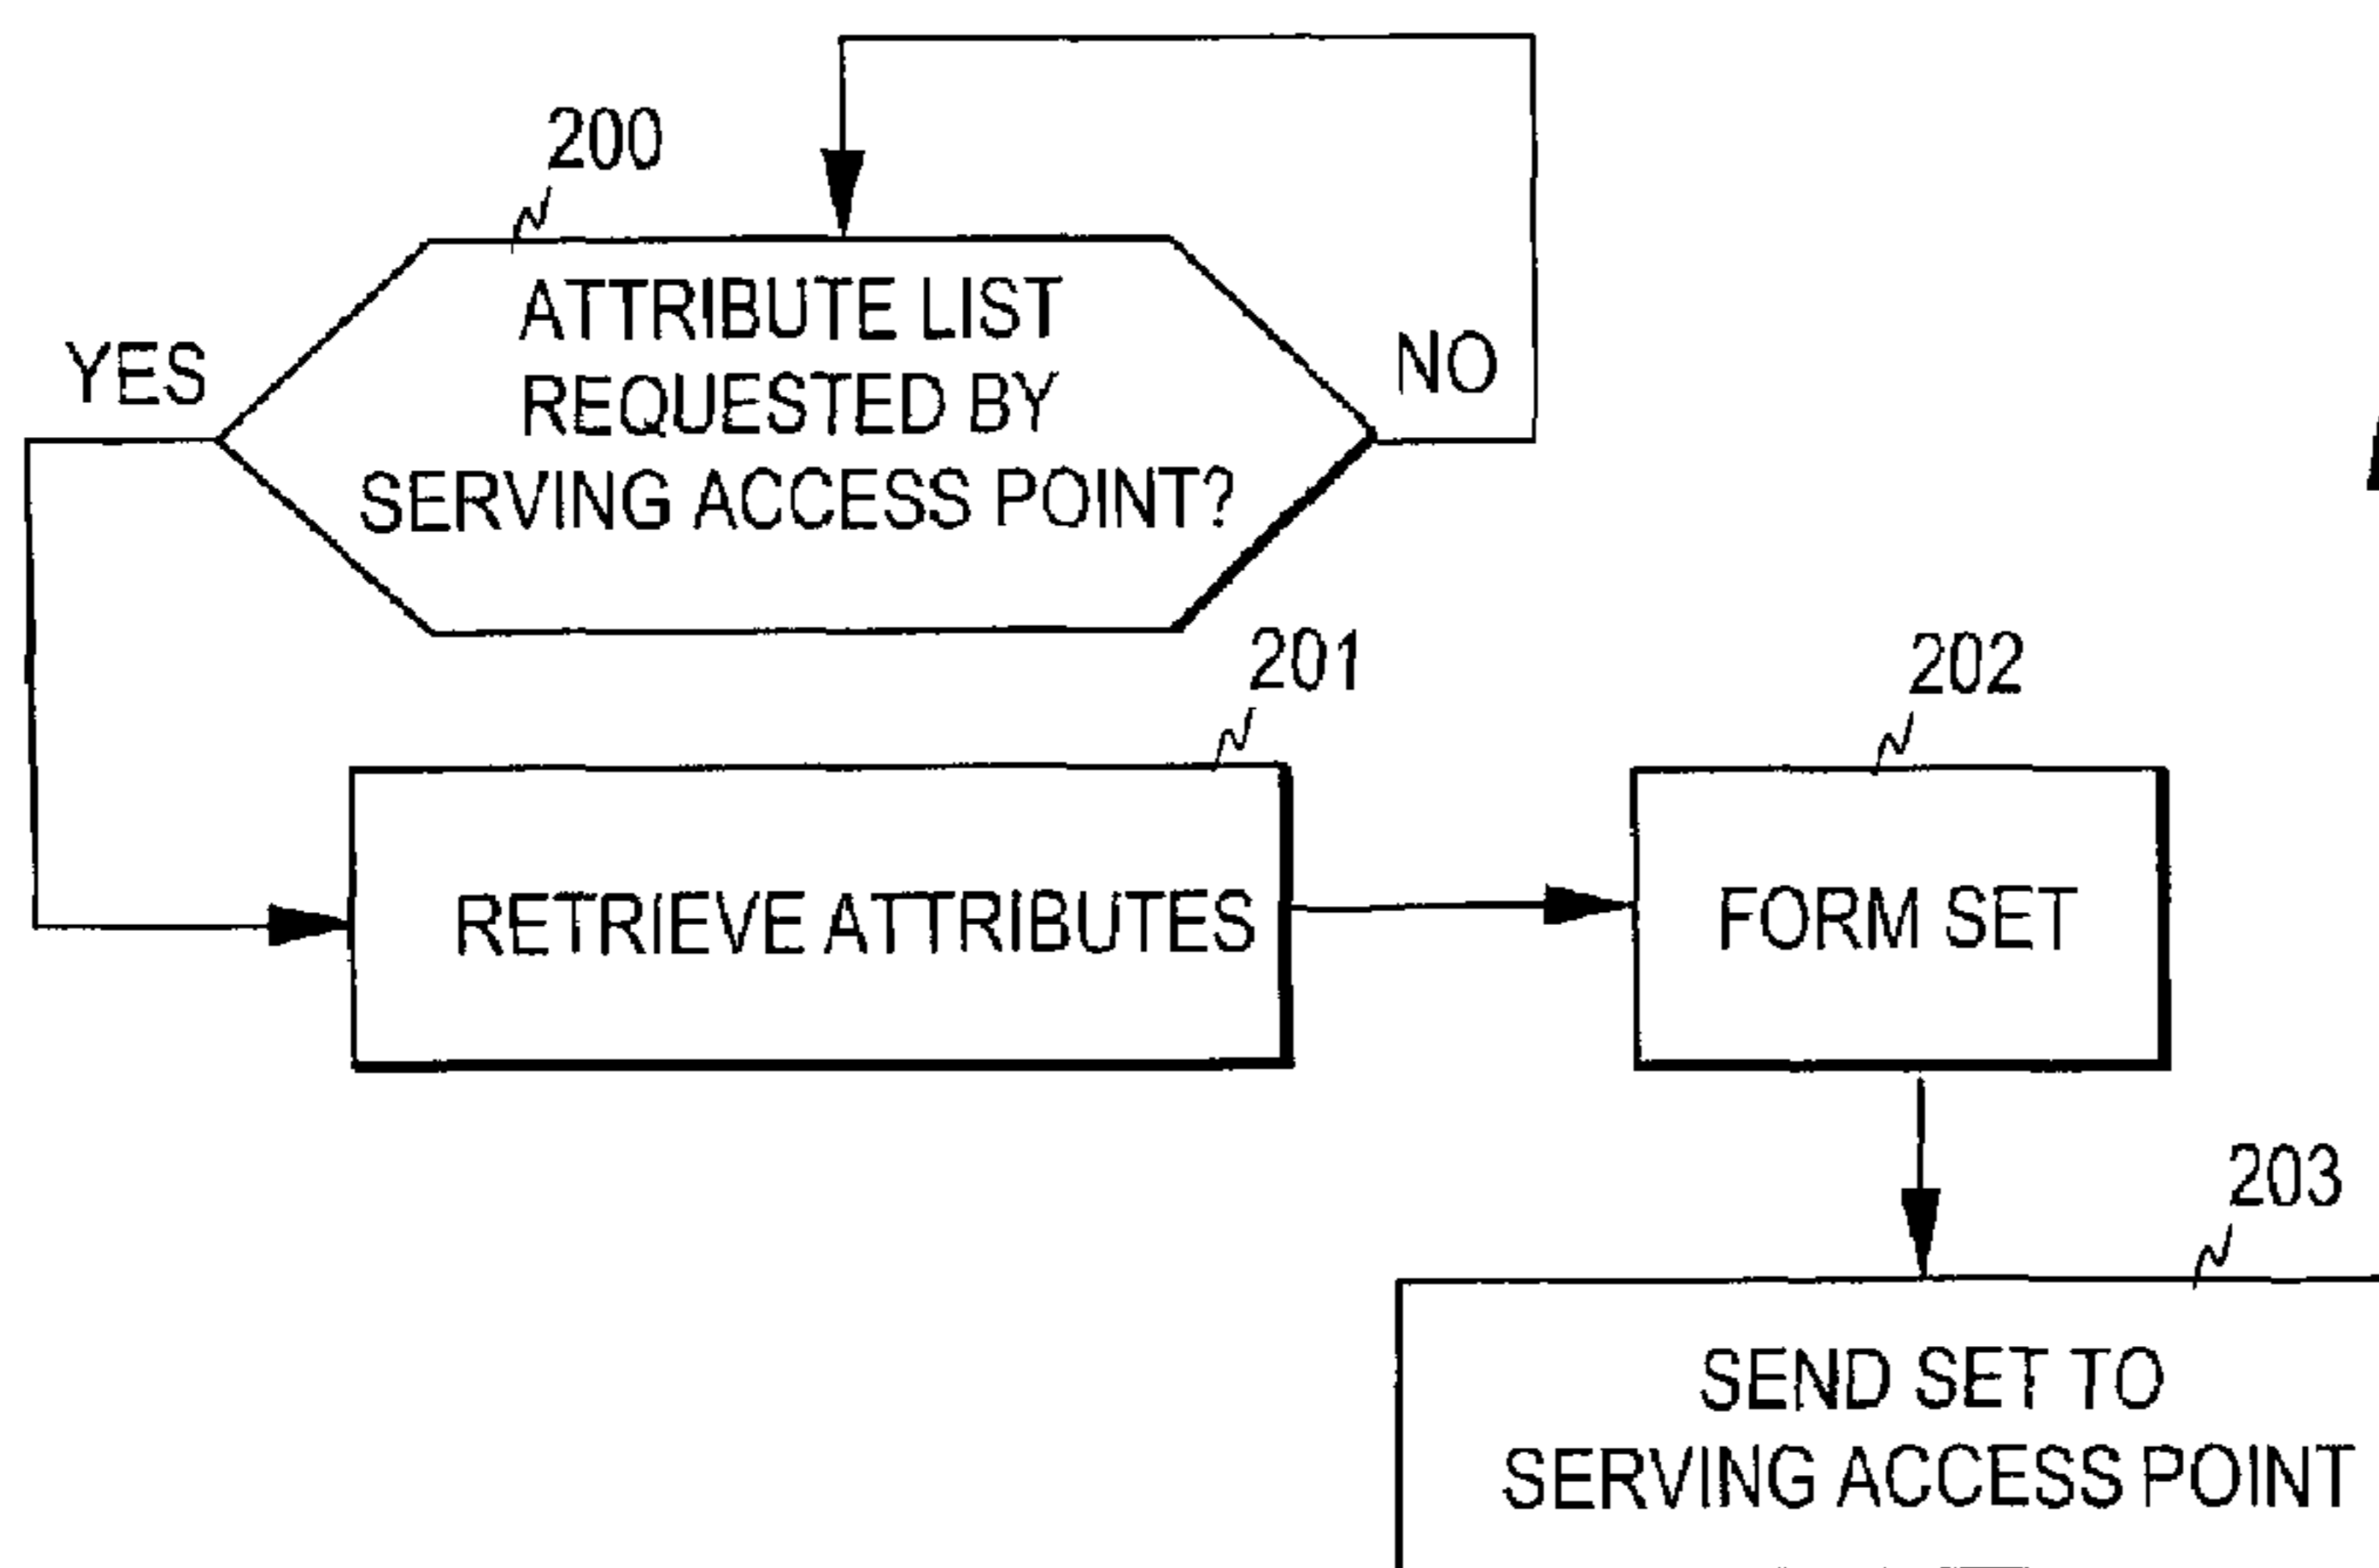 200
ATTRIBUTE LIST
REQUESTED BY
SERVING ACCESS POINT?
YES
NO
201
RETRIEVE ATTRIBUTES
202
FORM SET
203
SEND SET TO
SERVING ACCESS POINT